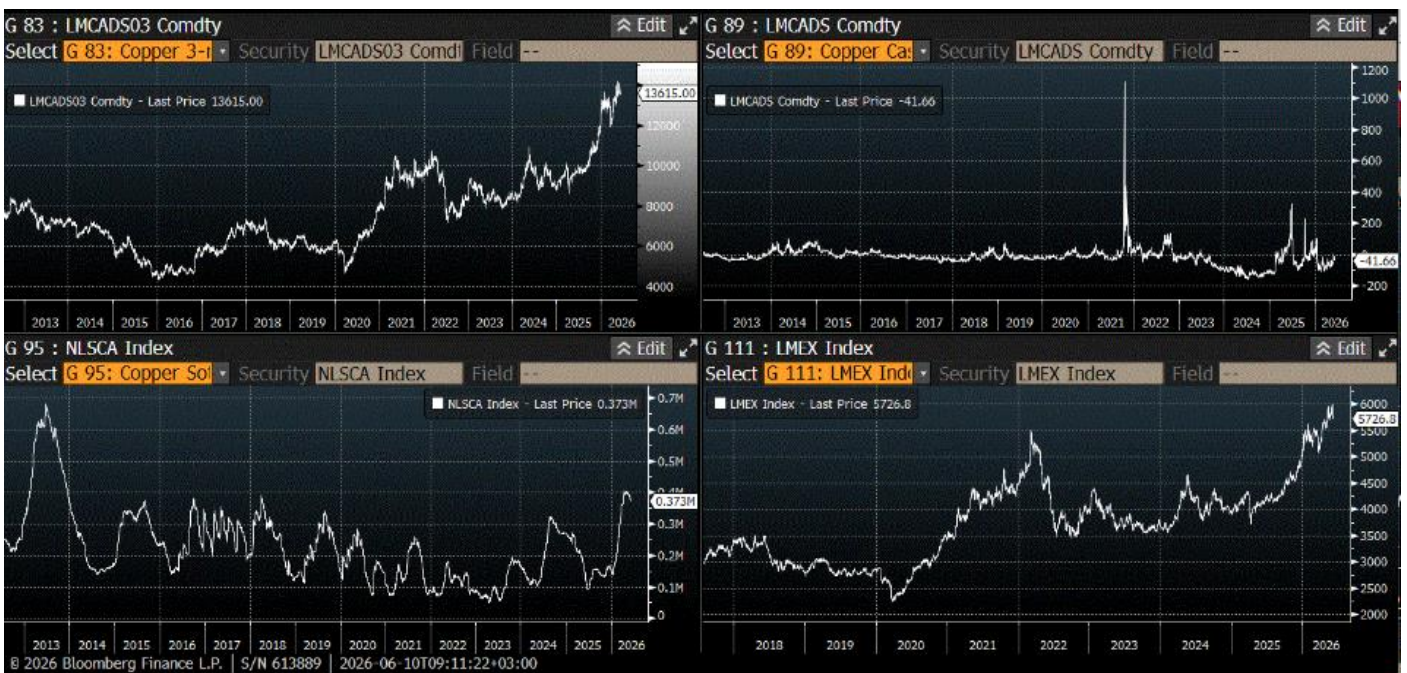 G 83 : LMCADS03 Comdty
Edit
Select G 83: Copper 3-r Security LMCADS03 Comdt Field --
LMCADS03 Comdty - Last Price 13615.00
13615.00
12000
10000
8000
6000
4000
2013 2014 2015 2016 2017 2018 2019 2020 2021 2022 2023 2024 2025 2026
G 89 : LMCADS Comdty
Edit
Select G 89: Copper Cas Security LMCADS Comdty Field --
LMCADS Comdty - Last Price -41.66
1200
1000
800
600
400
200
-41.66
-200
2013 2014 2015 2016 2017 2018 2019 2020 2021 2022 2023 2024 2025 2026
G 95 : NLSCA Index
Edit
Select G 95: Copper So Security NLSCA Index Field --
NLSCA Index - Last Price 0.373M
0.7M
0.6M
0.5M
0.4M
0.373M
0.3M
0.2M
0.1M
0
2013 2014 2015 2016 2017 2018 2019 2020 2021 2022 2023 2024 2025 2026
G 111 : LMEX Index
Edit
Select G 111: LMEX Ind Security LMEX Index Field --
LMEX Index - Last Price 5726.8
6000
5726.8
5500
5000
4500
4000
3500
3000
2500
2000
2018 2019 2020 2021 2022 2023 2024 2025 2026
© 2026 Bloomberg Finance L.P. | S/N 613889 | 2026-06-10T09:11:22+03:00